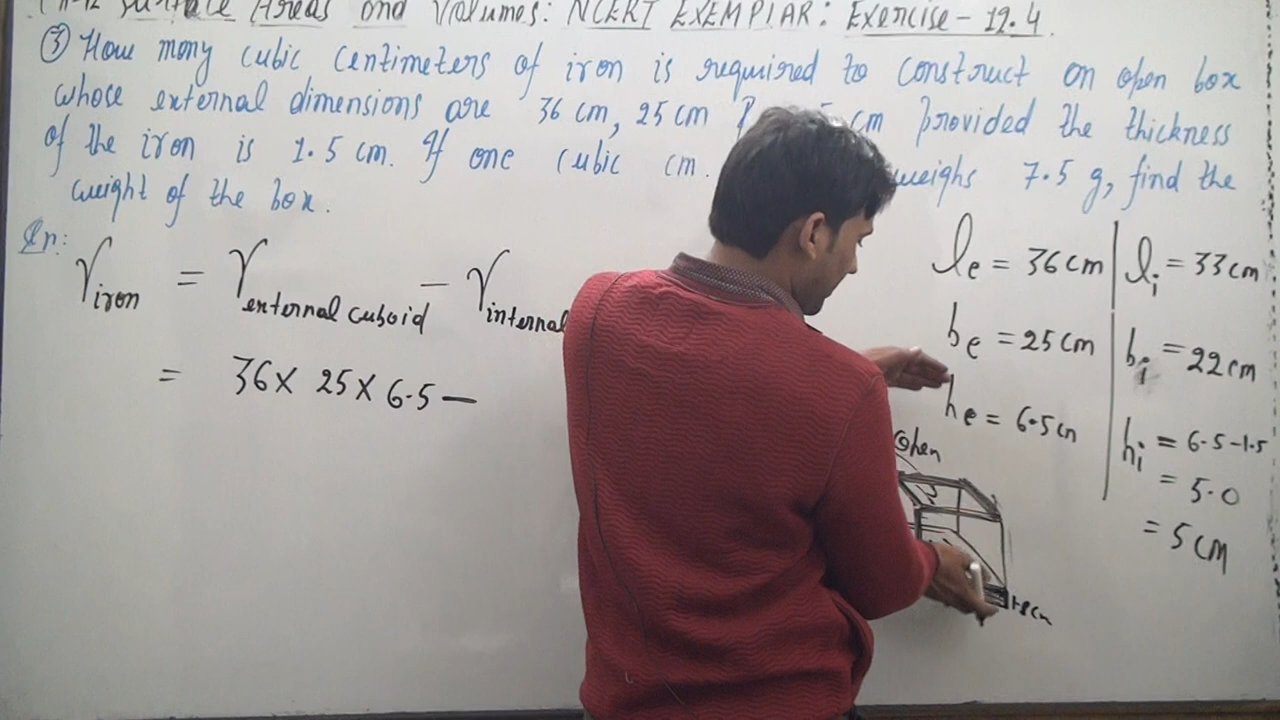 Surface Areas and Volumes: NCERT EXEMPLAR: Exercise - 12.4
③ How many cubic centimeters of iron is required to construct an open box
whose external dimensions are 36 cm, 25 cm cm Provided the thickness
of the iron is 1.5 cm. If one cubic cm. weighs 7.5 g, find the
weight of the box.
V iron = V external cuboid - V internal
= 36 X 25 X 6.5 -
le = 36 cm
be = 25 cm
he = 6.5 cm
li = 33 cm
bi = 22 cm
hi = 6.5 - 1.5
= 5.0
= 5 cm
Open